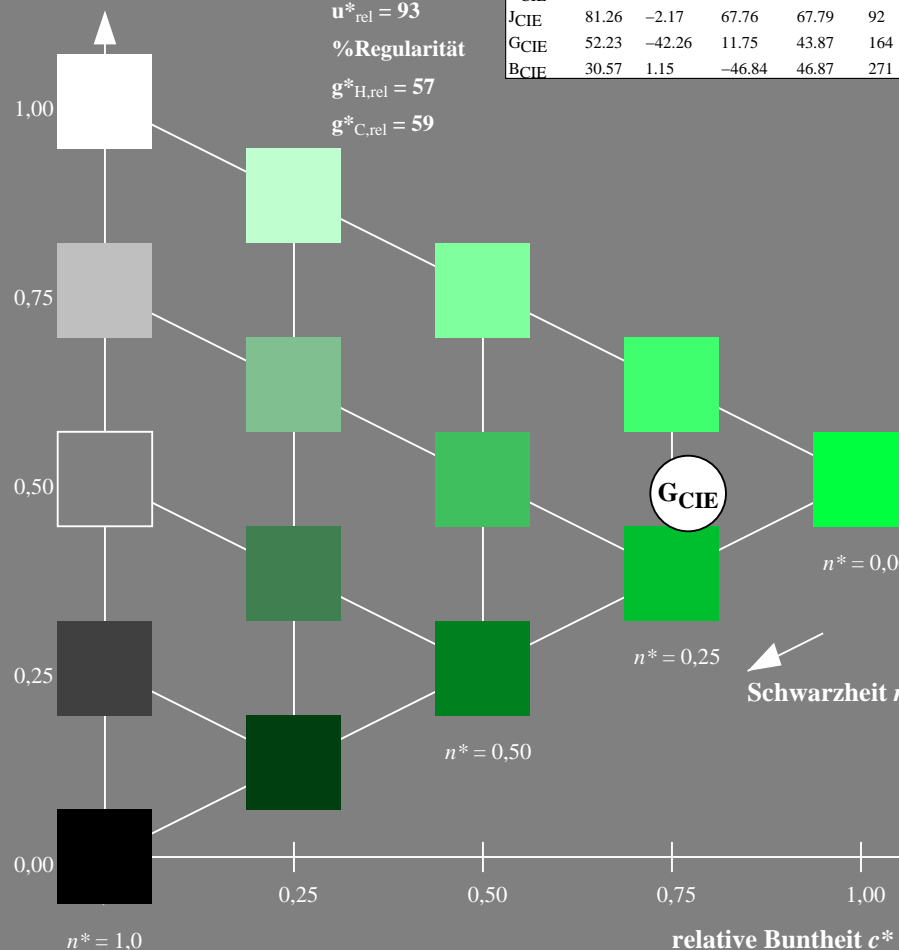 u*rel = 93
%Regularität
g*H,rel = 57
g*C,rel = 59
CIE
JCIE 81.26 −2.17 67.76 67.79 92
GCIE 52.23 −42.26 11.75 43.87 164
BCIE 30.57 1.15 −46.84 46.87 271
1,00
0,75
0,50
GCIE
n* = 0,0
n* = 0,25
0,25
Schwarzheit n
n* = 0,50
0,00
0,25 0,50 0,75 1,00
n* = 1,0
relative Buntheit c*